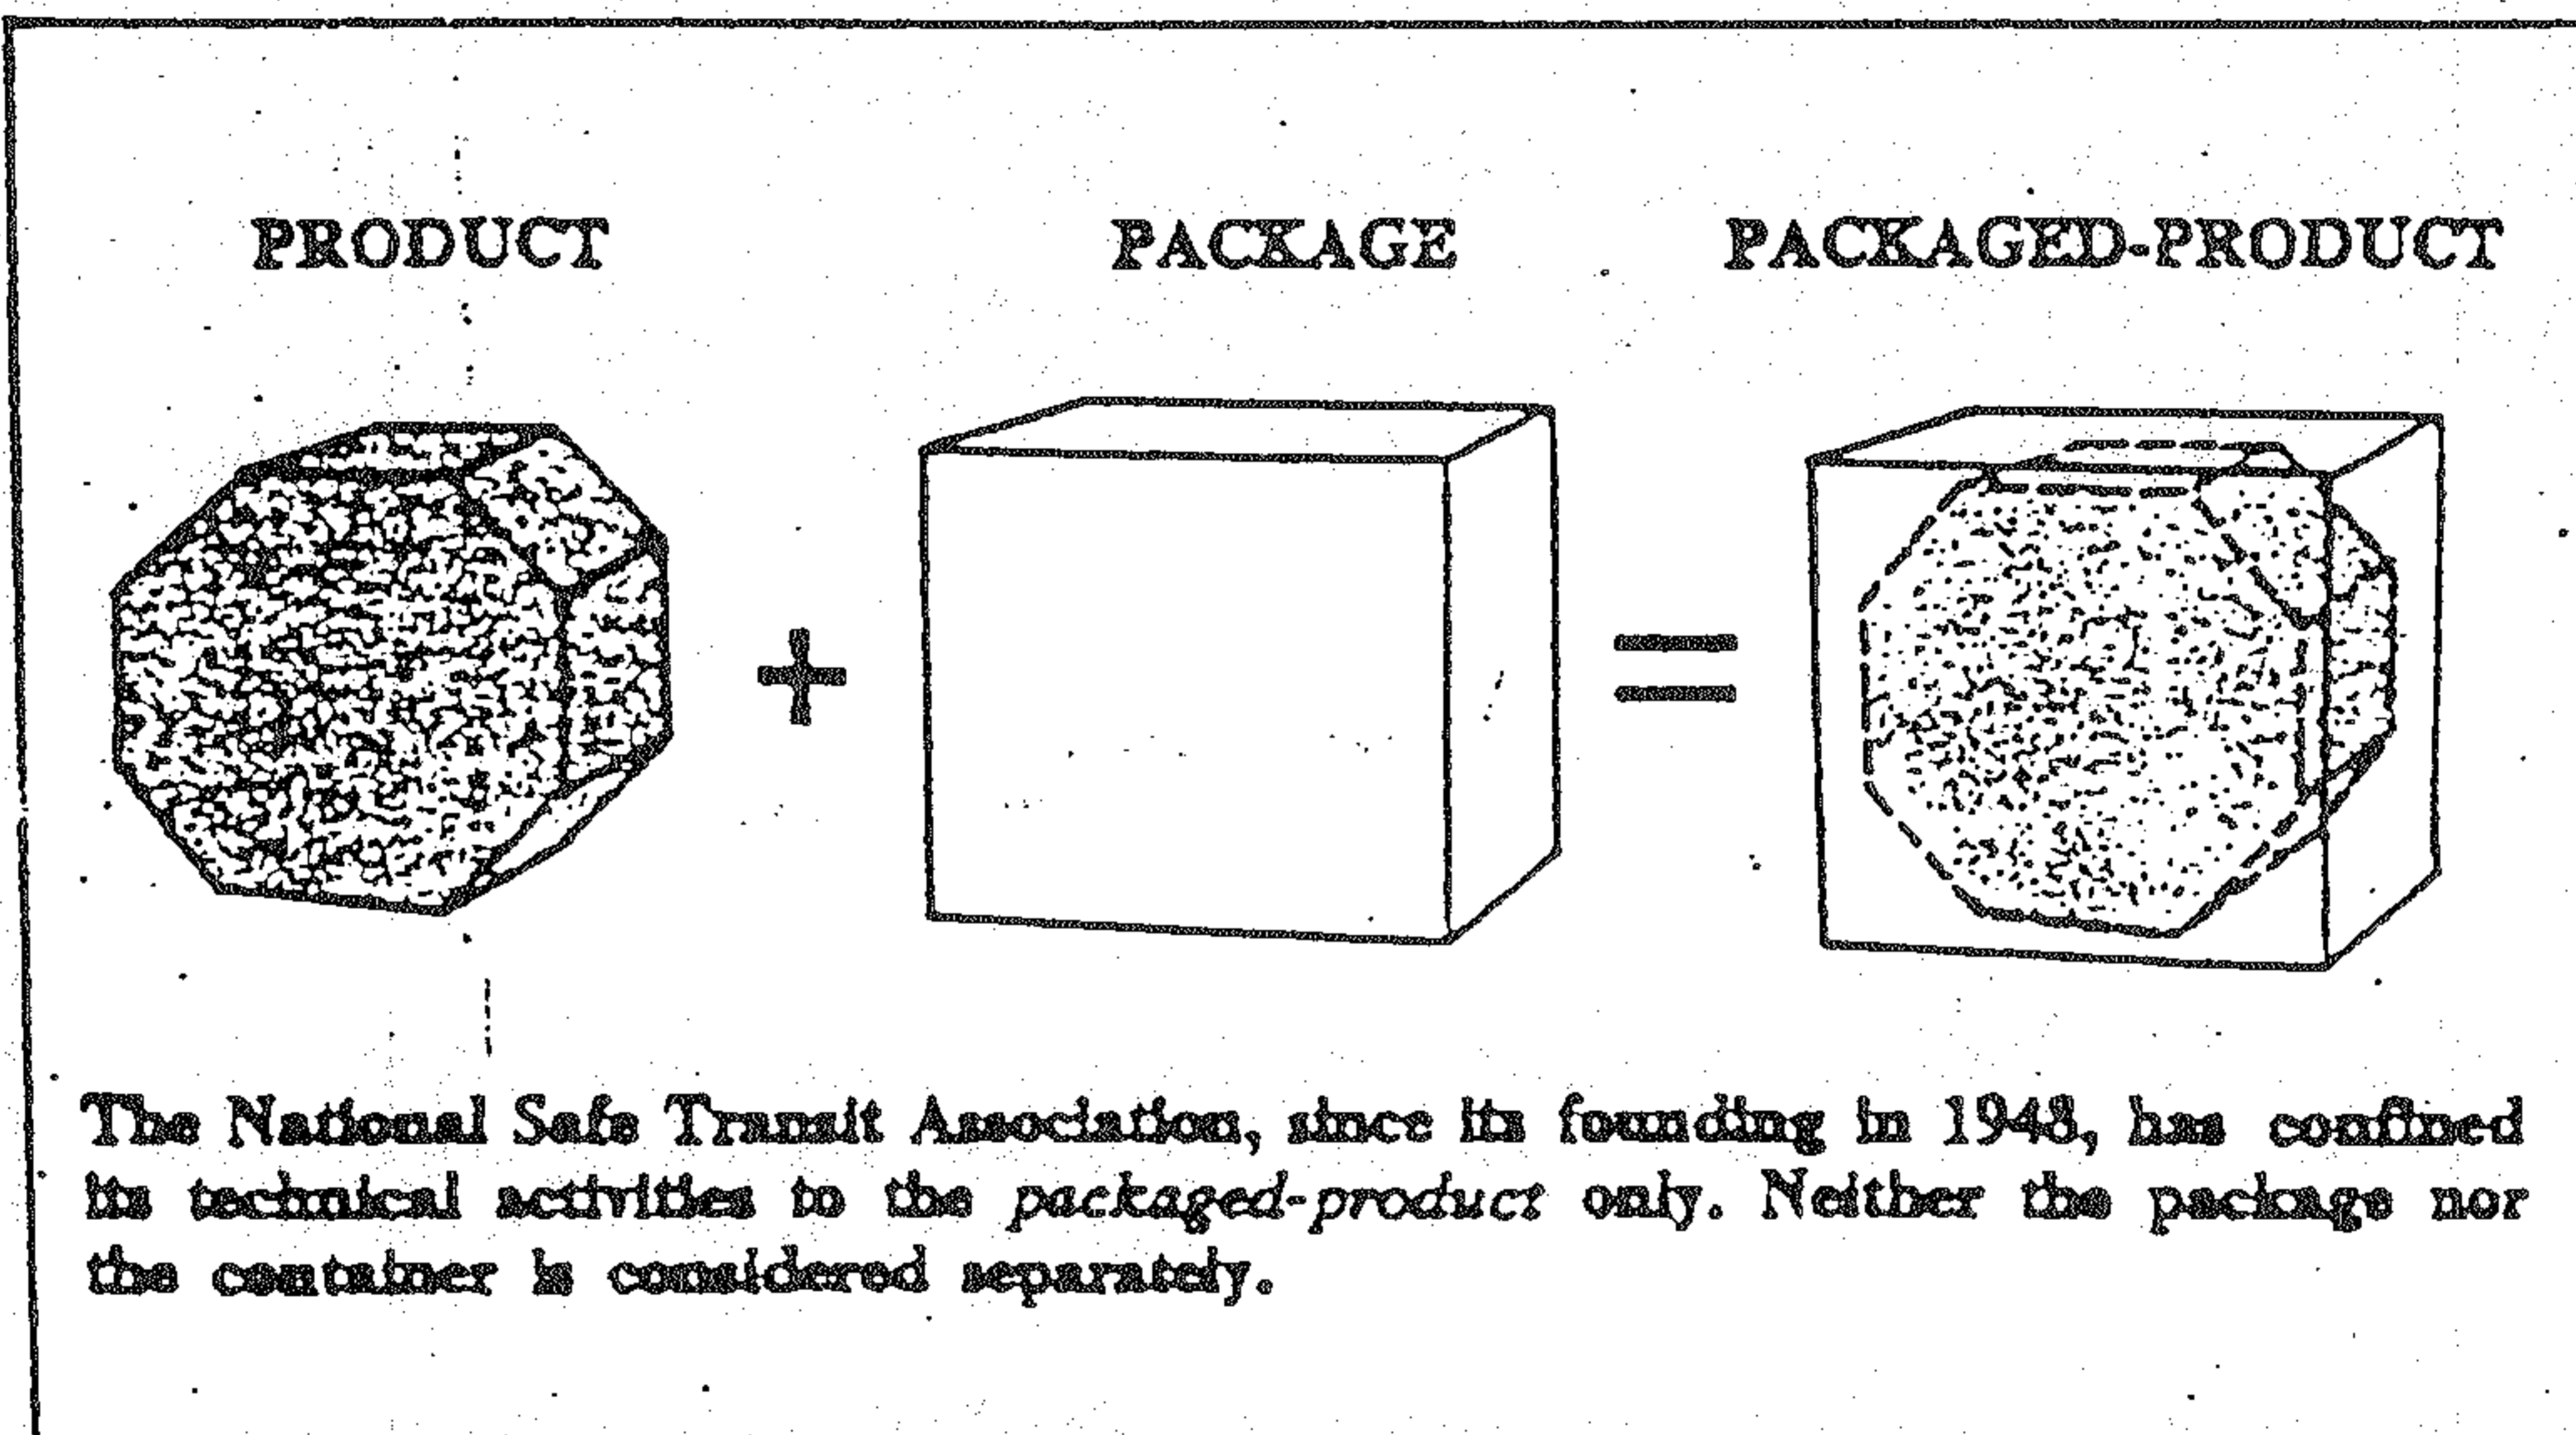 PRODUCT PACKAGE PACKAGED-PRODUCT
+ =
The National Safe Transit Association, since its founding in 1948, has confined
its technical activities to the packaged-product only. Neither the package nor
the container is considered separately.